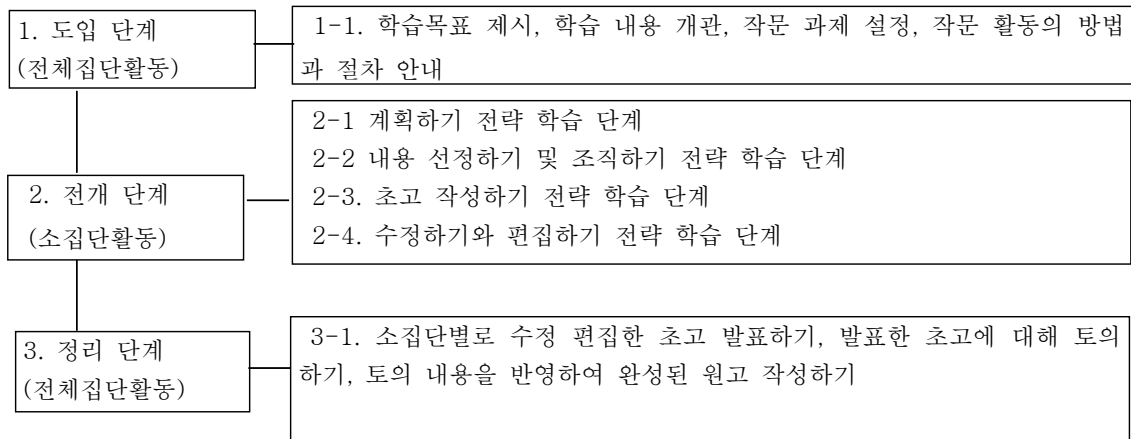 1. 도입 단계
(전체집단활동)
1-1. 학습목표 제시, 학습 내용 개관, 작문 과제 설정, 작문 활동의 방법
과 절차 안내
2. 전개 단계
(소집단활동)
2-1 계획하기 전략 학습 단계
2-2 내용 선정하기 및 조직하기 전략 학습 단계
2-3. 초고 작성하기 전략 학습 단계
2-4. 수정하기와 편집하기 전략 학습 단계
3. 정리 단계
(전체집단활동)
3-1. 소집단별로 수정 편집한 초고 발표하기, 발표한 초고에 대해 토의
하기, 토의 내용을 반영하여 완성된 원고 작성하기